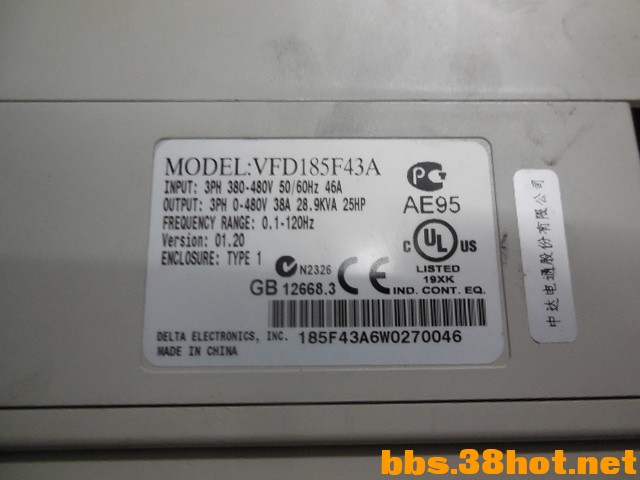 MODEL:VFD185F43A
INPUT: 3PH 380-480V 50/60Hz 46A
OUTPUT: 3PH 0-480V 38A 28.9KVA 25HP
FREQUENCY RANGE: 0.1-120Hz
Version: 01.20
ENCLOSURE: TYPE 1
N2326
GB 12668.3
CE
PG
AE95
C UL US
LISTED
19XK
IND. CONT. EQ.
DELTA ELECTRONICS, INC.
MADE IN CHINA
185F43A6W0270046
中达电通股份有限公司
bbs.38hot.net